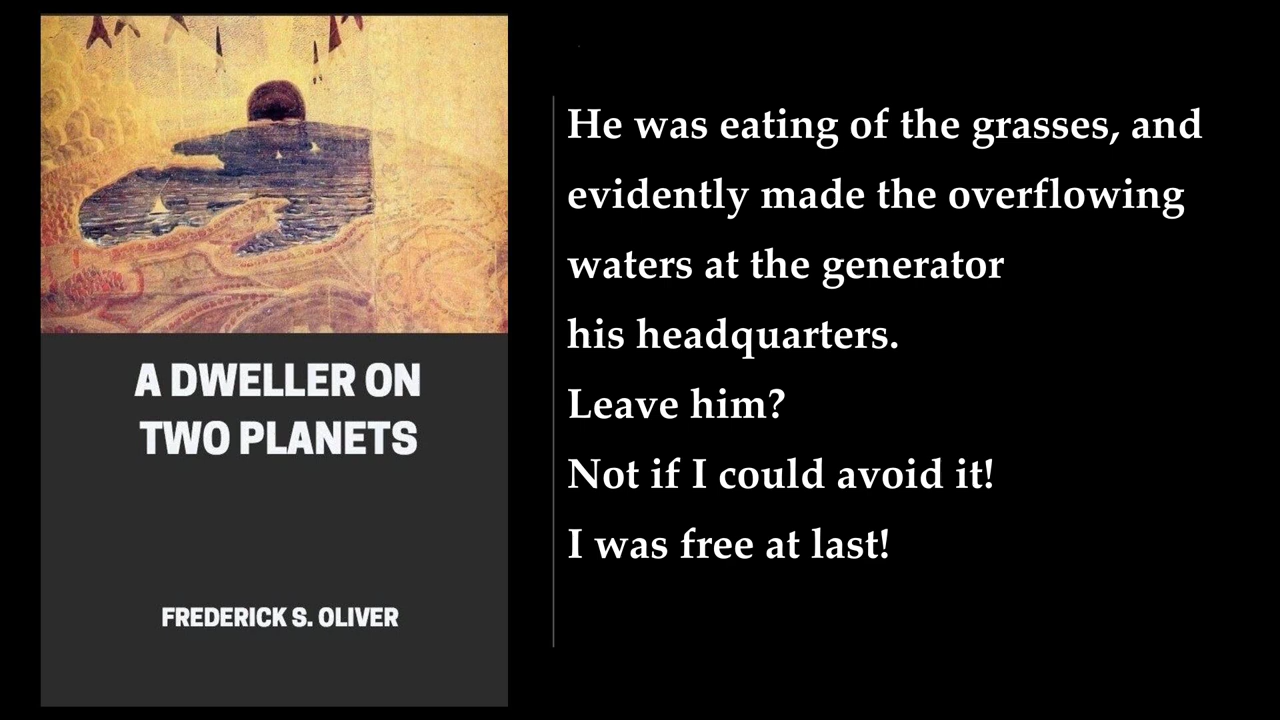 A DWELLER ON
TWO PLANETS
FREDERICK S. OLIVER
He was eating of the grasses, and
evidently made the overflowing
waters at the generator
his headquarters.
Leave him?
Not if I could avoid it!
I was free at last!